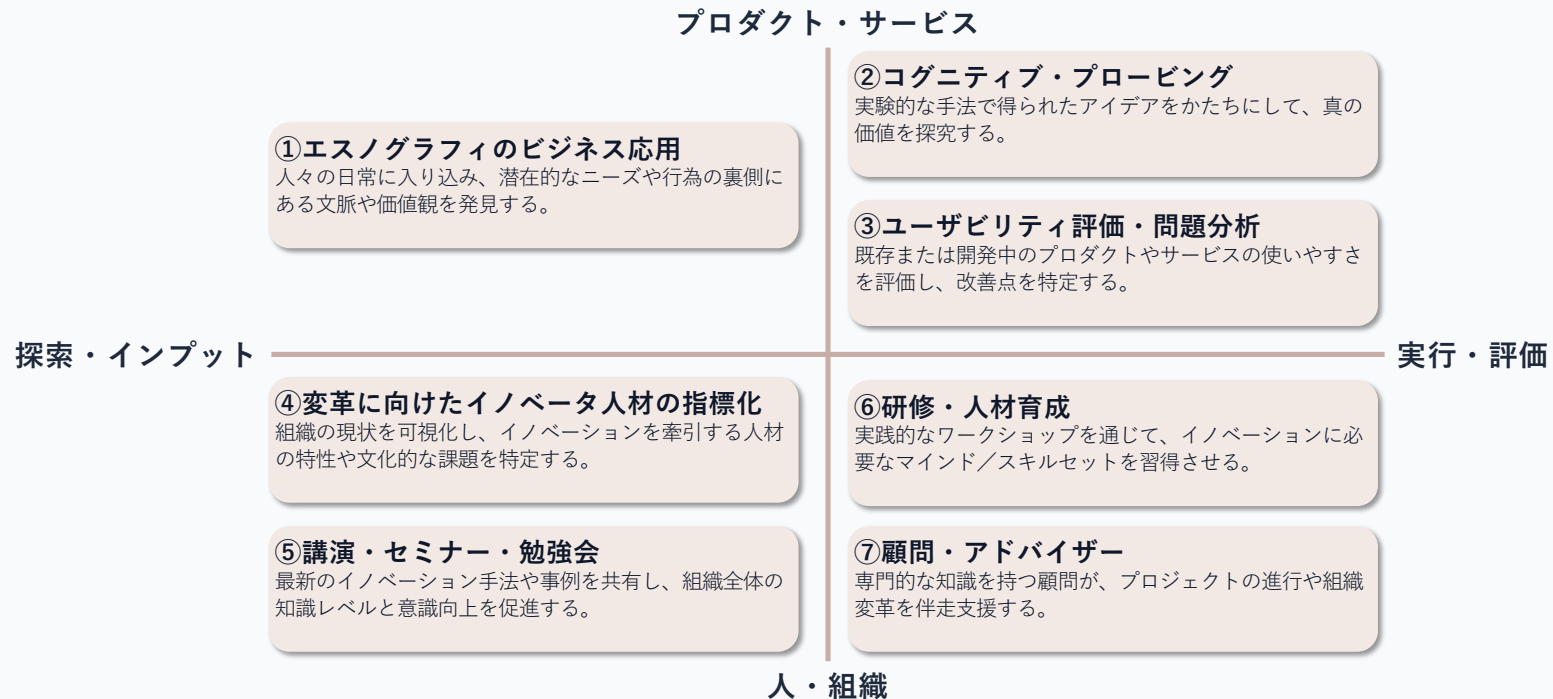 プロダクト・サービス
①エスノグラフィのビジネス応用
人々の日常に入り込み、潜在的なニーズや行為の裏側に
ある文脈や価値観を発見する。
②コグニティブ・プロービング
実験的な手法で得られたアイデアをかたちにして、真の
価値を探究する。
③ユーザビリティ評価・問題分析
既存または開発中のプロダクトやサービスの使いやすさ
を評価し、改善点を特定する。
探索・インプット
実行・評価
④変革に向けたイノベータ人材の指標化
組織の現状を可視化し、イノベーションを牽引する人材
の特性や文化的な課題を特定する。
⑤講演・セミナー・勉強会
最新のイノベーション手法や事例を共有し、組織全体の
知識レベルと意識向上を促進する。
⑥研修・人材育成
実践的なワークショップを通じて、イノベーションに必
要なマインド／スキルセットを習得させる。
⑦顧問・アドバイザー
専門的な知識を持つ顧問が、プロジェクトの進行や組織
変革を伴走支援する。
人・組織